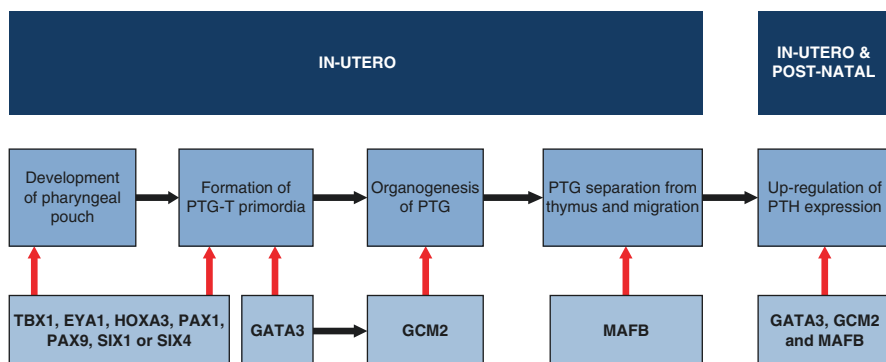 IN-UTERO
IN-UTERO &
POST-NATAL
Development
of pharyngeal
pouch
Formation of
PTG-T primordia
Organogenesis
of PTG
PTG separation from
thymus and migration
Up-regulation of
PTH expression
TBX1, EYA1, HOXA3, PAX1,
PAX9, SIX1 or SIX4
GATA3
GCM2
MAFB
GATA3, GCM2
and MAFB